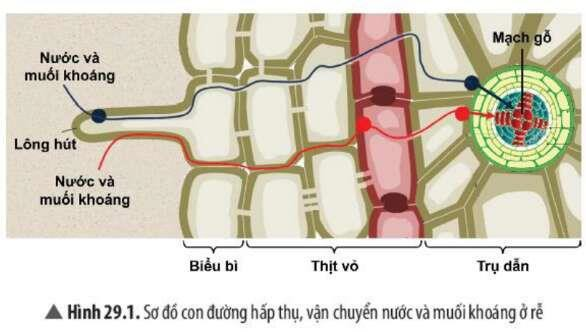 Mạch gỗ
Nước và
muối khoáng
Lông hút
Nước và
muối khoáng
Biểu bì
Thịt vỏ
Trụ dẫn
▲ Hình 29.1. Sơ đồ con đường hấp thụ, vận chuyển nước và muối khoáng ở rễ